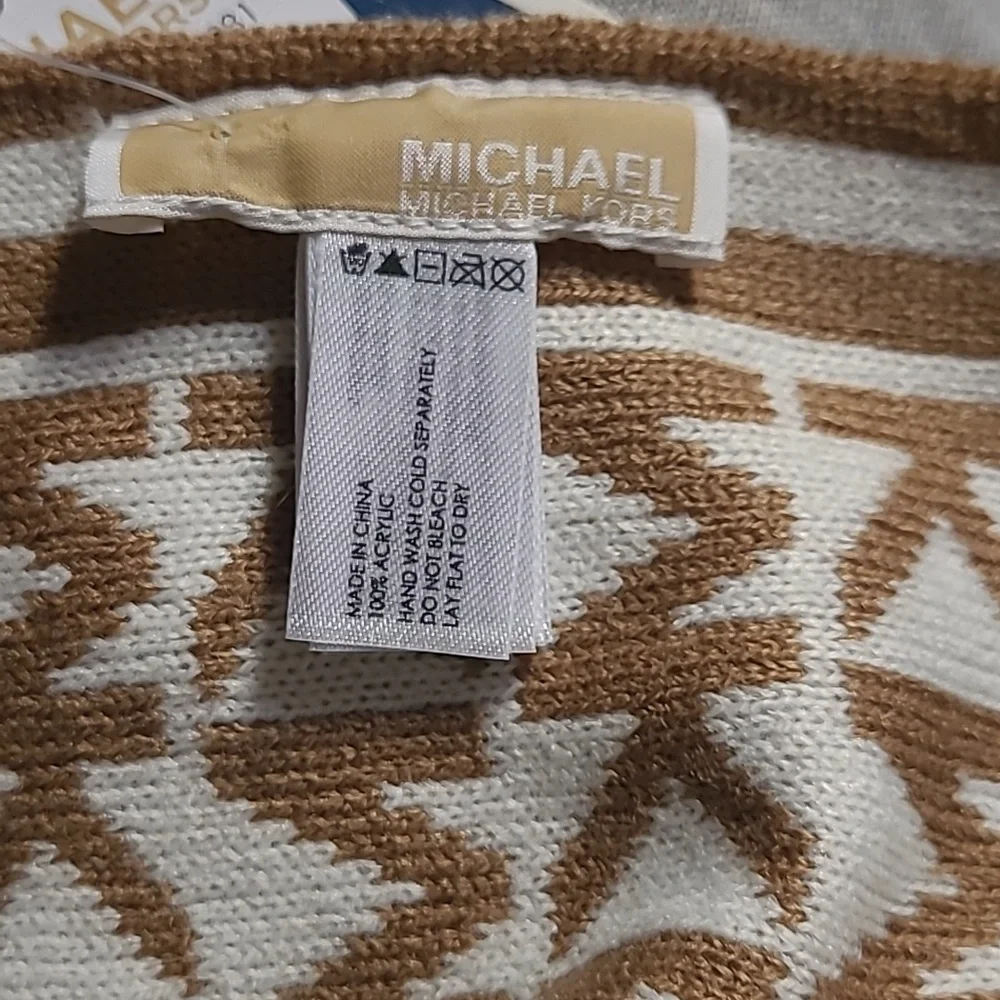 MICHAEL
MICHAEL KORS
MADE IN CHINA
100% ACRYLIC
HAND WASH COLD SEPARATELY
DO NOT BLEACH
LAY FLAT TO DRY